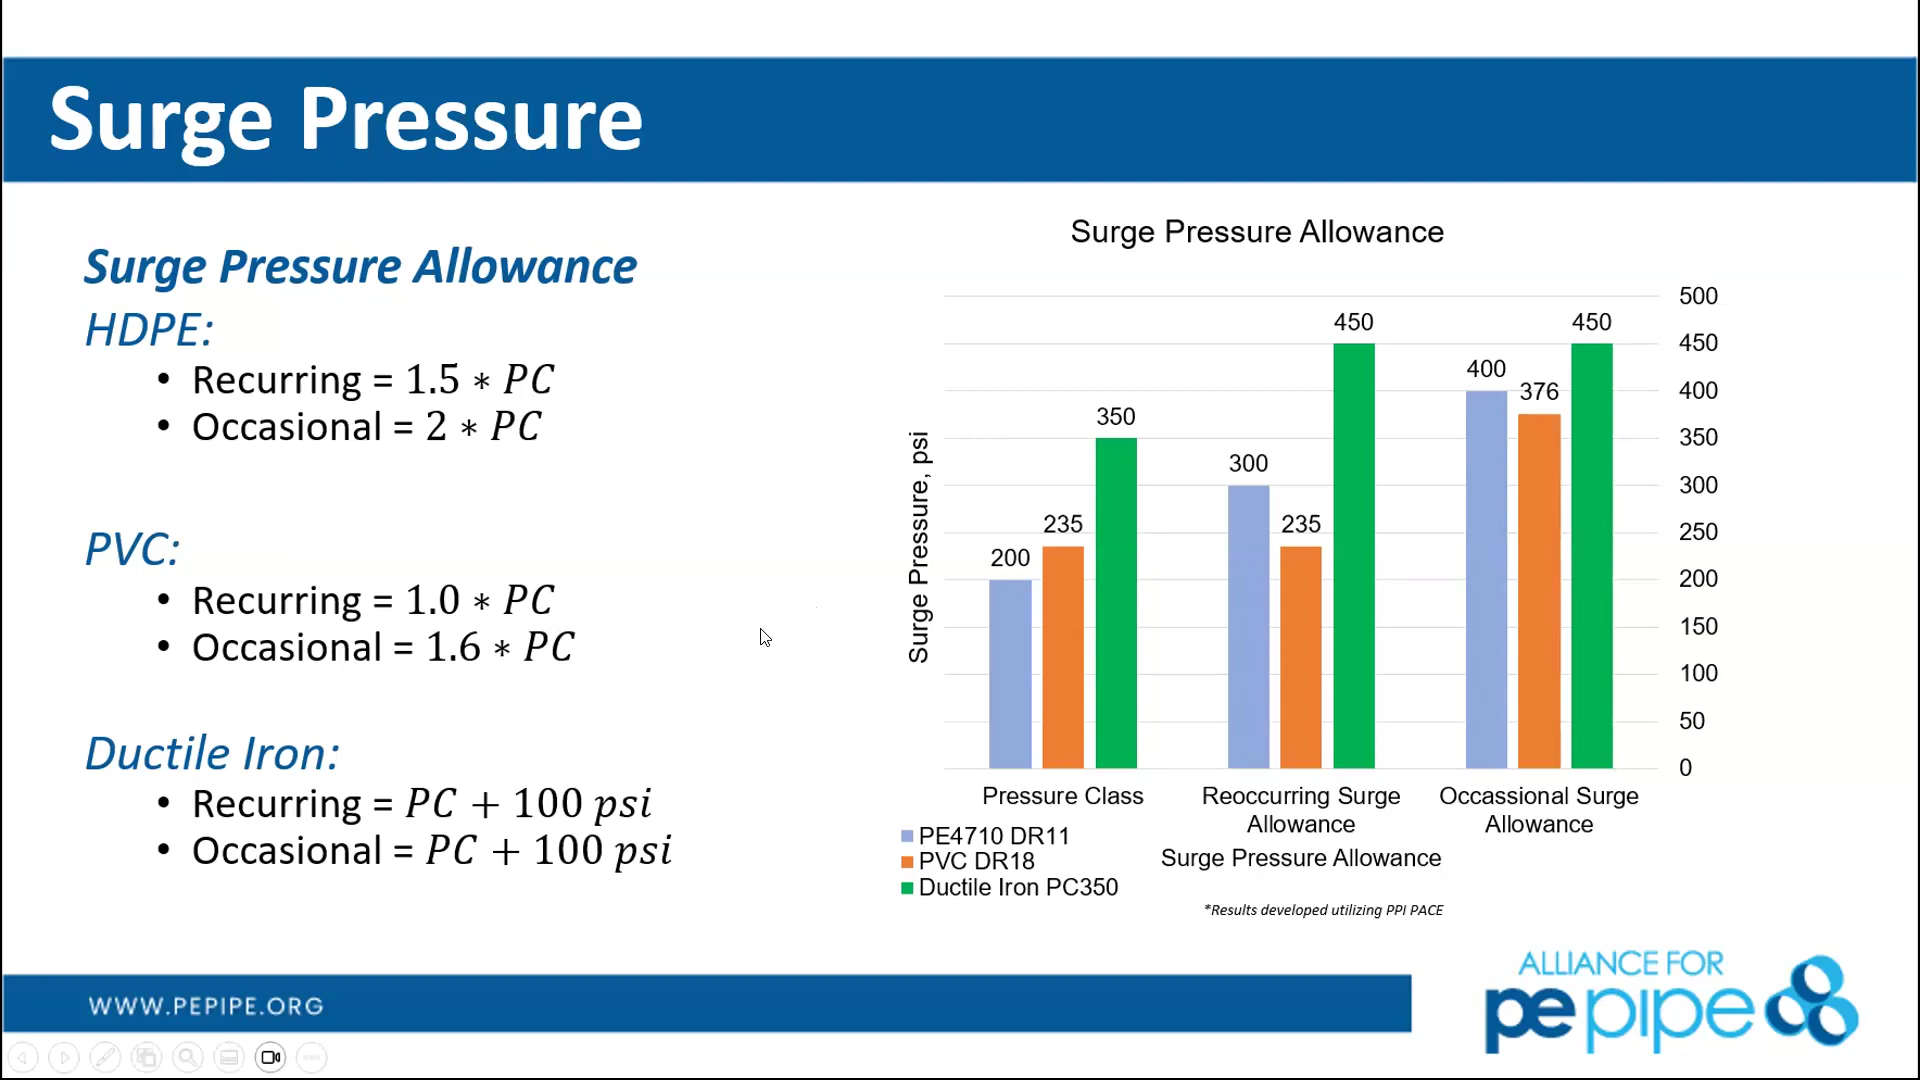 Surge Pressure
Surge Pressure Allowance
HDPE:
• Recurring = 1.5 ∗ PC
• Occasional = 2 ∗ PC
PVC:
• Recurring = 1.0 ∗ PC
• Occasional = 1.6 ∗ PC
Ductile Iron:
• Recurring = PC + 100 psi
• Occasional = PC + 100 psi
Surge Pressure Allowance
Surge Pressure, psi
500
450
400
350
300
250
200
150
100
50
0
200
235
350
300
235
450
400
376
450
Pressure Class
Reoccurring Surge
Allowance
Occassional Surge
Allowance
Surge Pressure Allowance
PE4710 DR11
PVC DR18
Ductile Iron PC350
*Results developed utilizing PPI PACE
WWW.PEPIPE.ORG
ALLIANCE FOR
pepipe